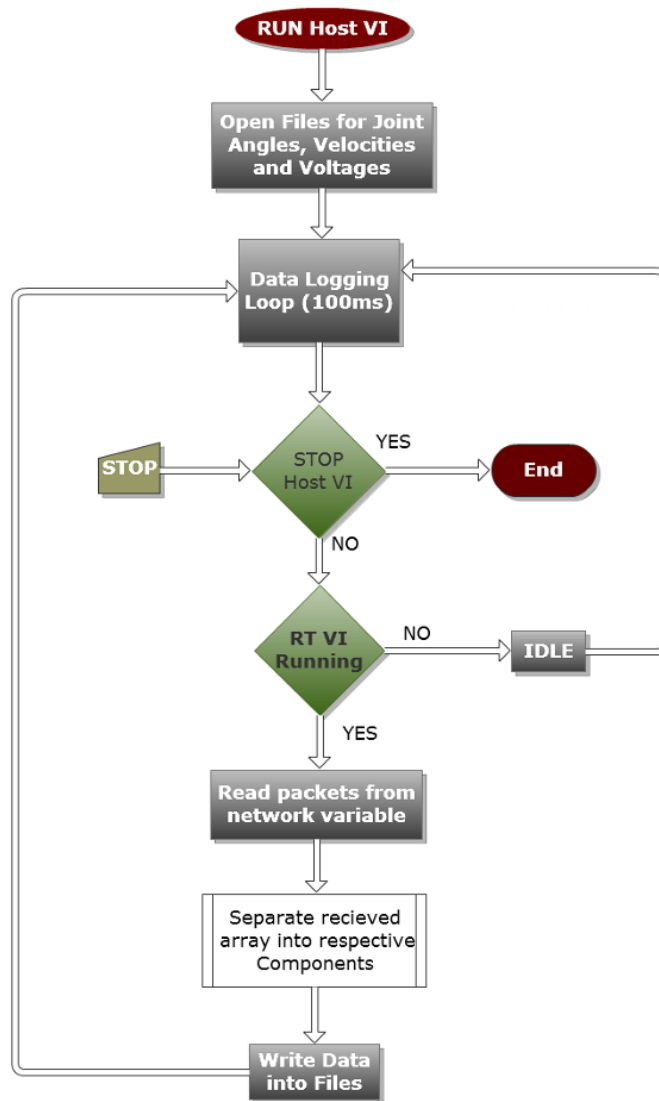 RUN Host VI
Open Files for Joint
Angles, Velocities
and Voltages
Data Logging
Loop (100ms)
STOP
STOP
Host VI
YES
End
NO
RT VI
Running
NO
IDLE
YES
Read packets from
network variable
Separate recieved
array into respective
Components
Write Data
into Files